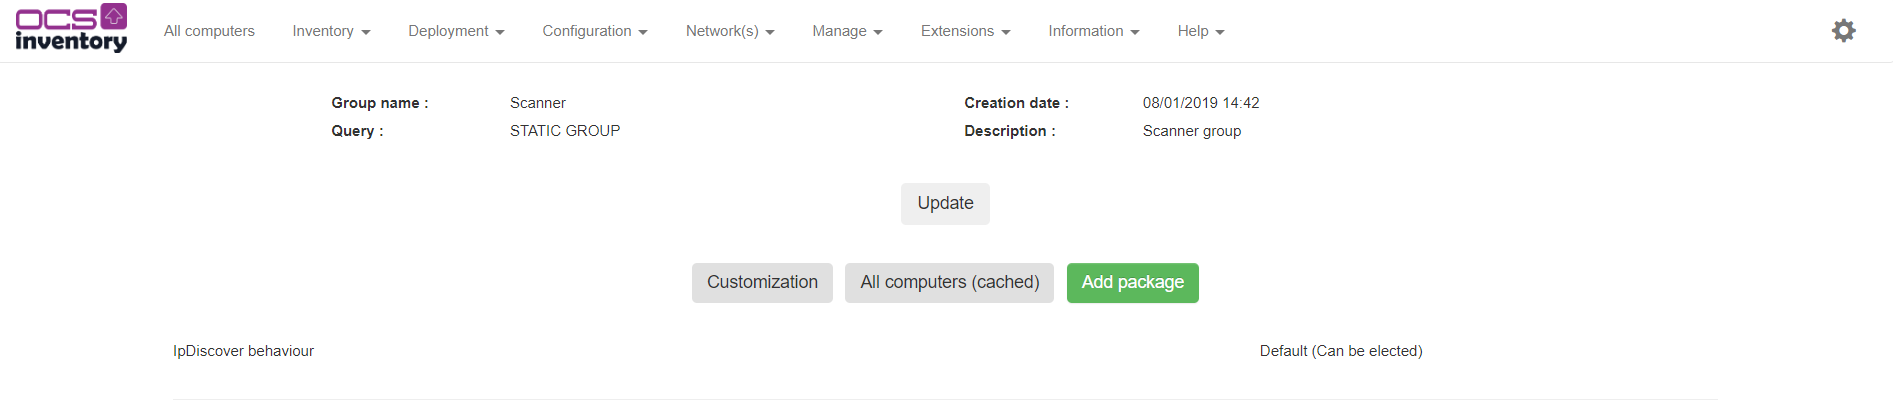 OCS
inventory
All computers Inventory Deployment Configuration Network(s) Manage Extensions Information Help
Group name : Scanner Creation date : 08/01/2019 14:42
Query : STATIC GROUP Description : Scanner group
Update
Customization All computers (cached) Add package
IpDiscover behaviour Default (Can be elected)